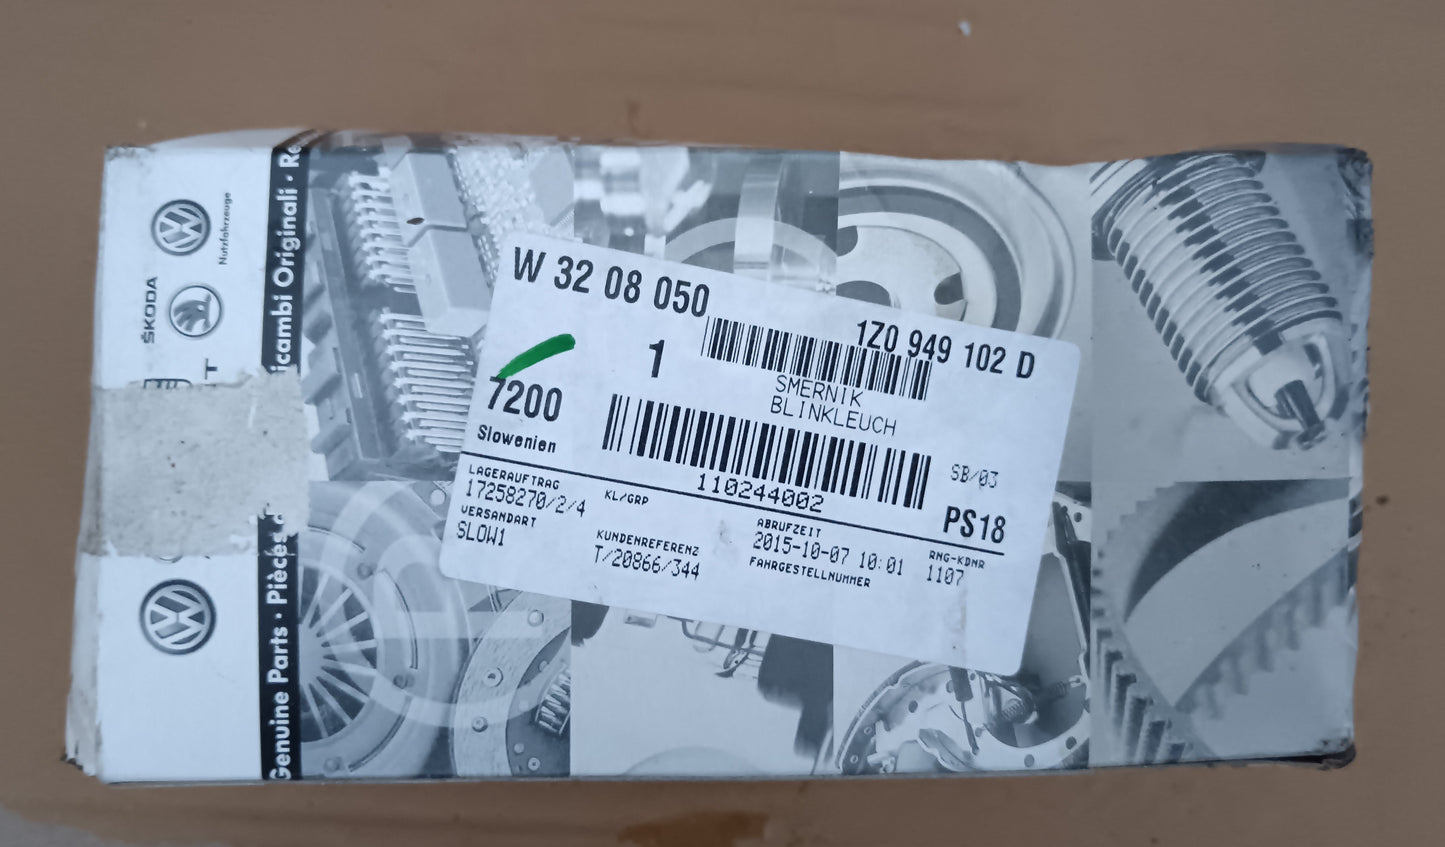 Nutzfahrzeuge
ŠKODA
Genuine Parts · Pièces
icambi Originali ·
W 32 08 050
1Z0 949 102 D
1
SMERNIK
BLINKLEUCH
7200
Slowenien
110244002
SB/03
PS18
LAGERAUFTRAG
17258270/2/4
KL/GRP
VERSANDART
SLOW1
KUNDENREFERENZ
T/20866/344
ABRUFZEIT
2015-10-07 10:01
FAHRGESTELLNUMMER
RNG-KDNR
1107